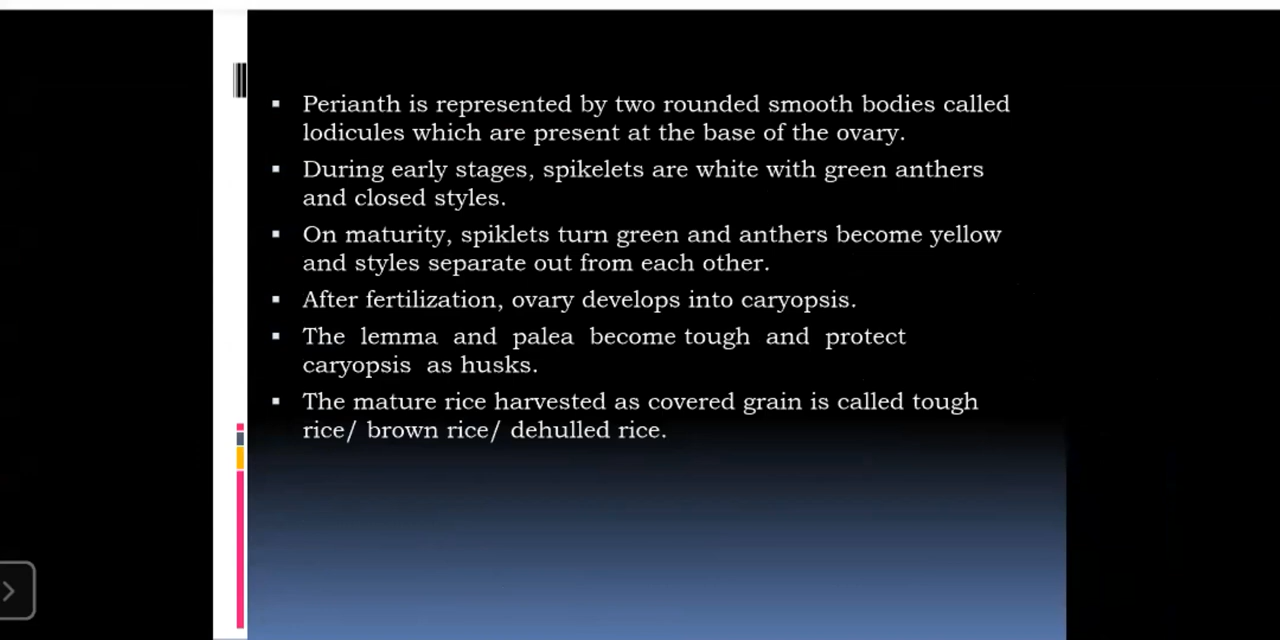 ▪ Perianth is represented by two rounded smooth bodies called
lodicules which are present at the base of the ovary.
▪ During early stages, spikelets are white with green anthers
and closed styles.
▪ On maturity, spiklets turn green and anthers become yellow
and styles separate out from each other.
▪ After fertilization, ovary develops into caryopsis.
▪ The lemma and palea become tough and protect
caryopsis as husks.
▪ The mature rice harvested as covered grain is called tough
rice/ brown rice/ dehulled rice.